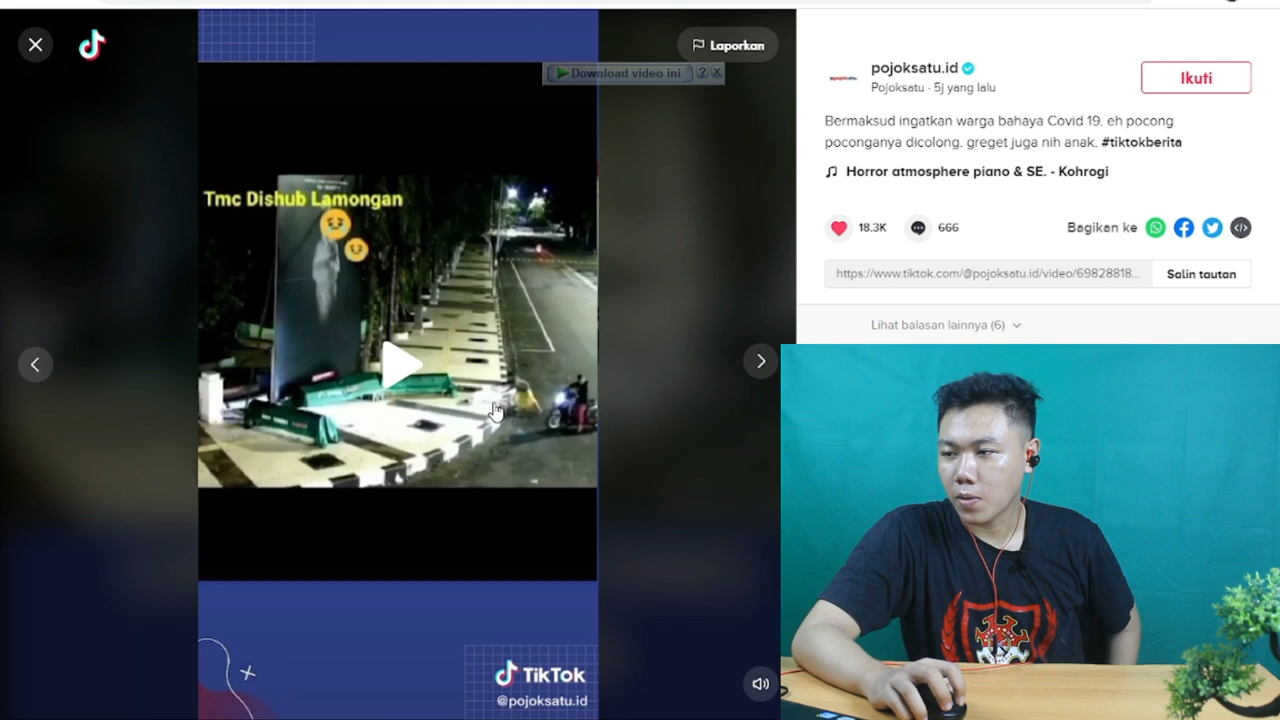 Laporkan
Download video ini
?
Tmc Dishub Lamongan
TikTok
@pojoksatu.id
pojoksatu.id
Pojoksatu · 5j yang lalu
Ikuti
Bermaksud ingatkan warga bahaya Covid 19. eh pocong
poconganya dicolong. greget juga nih anak. #tiktokberita
Horror atmosphere piano & SE. - Kohrogi
18.3K
666
Bagikan ke
https://www.tiktok.com/@pojoksatu.id/video/69828818...
Salin tautan
Lihat balasan lainnya (6)